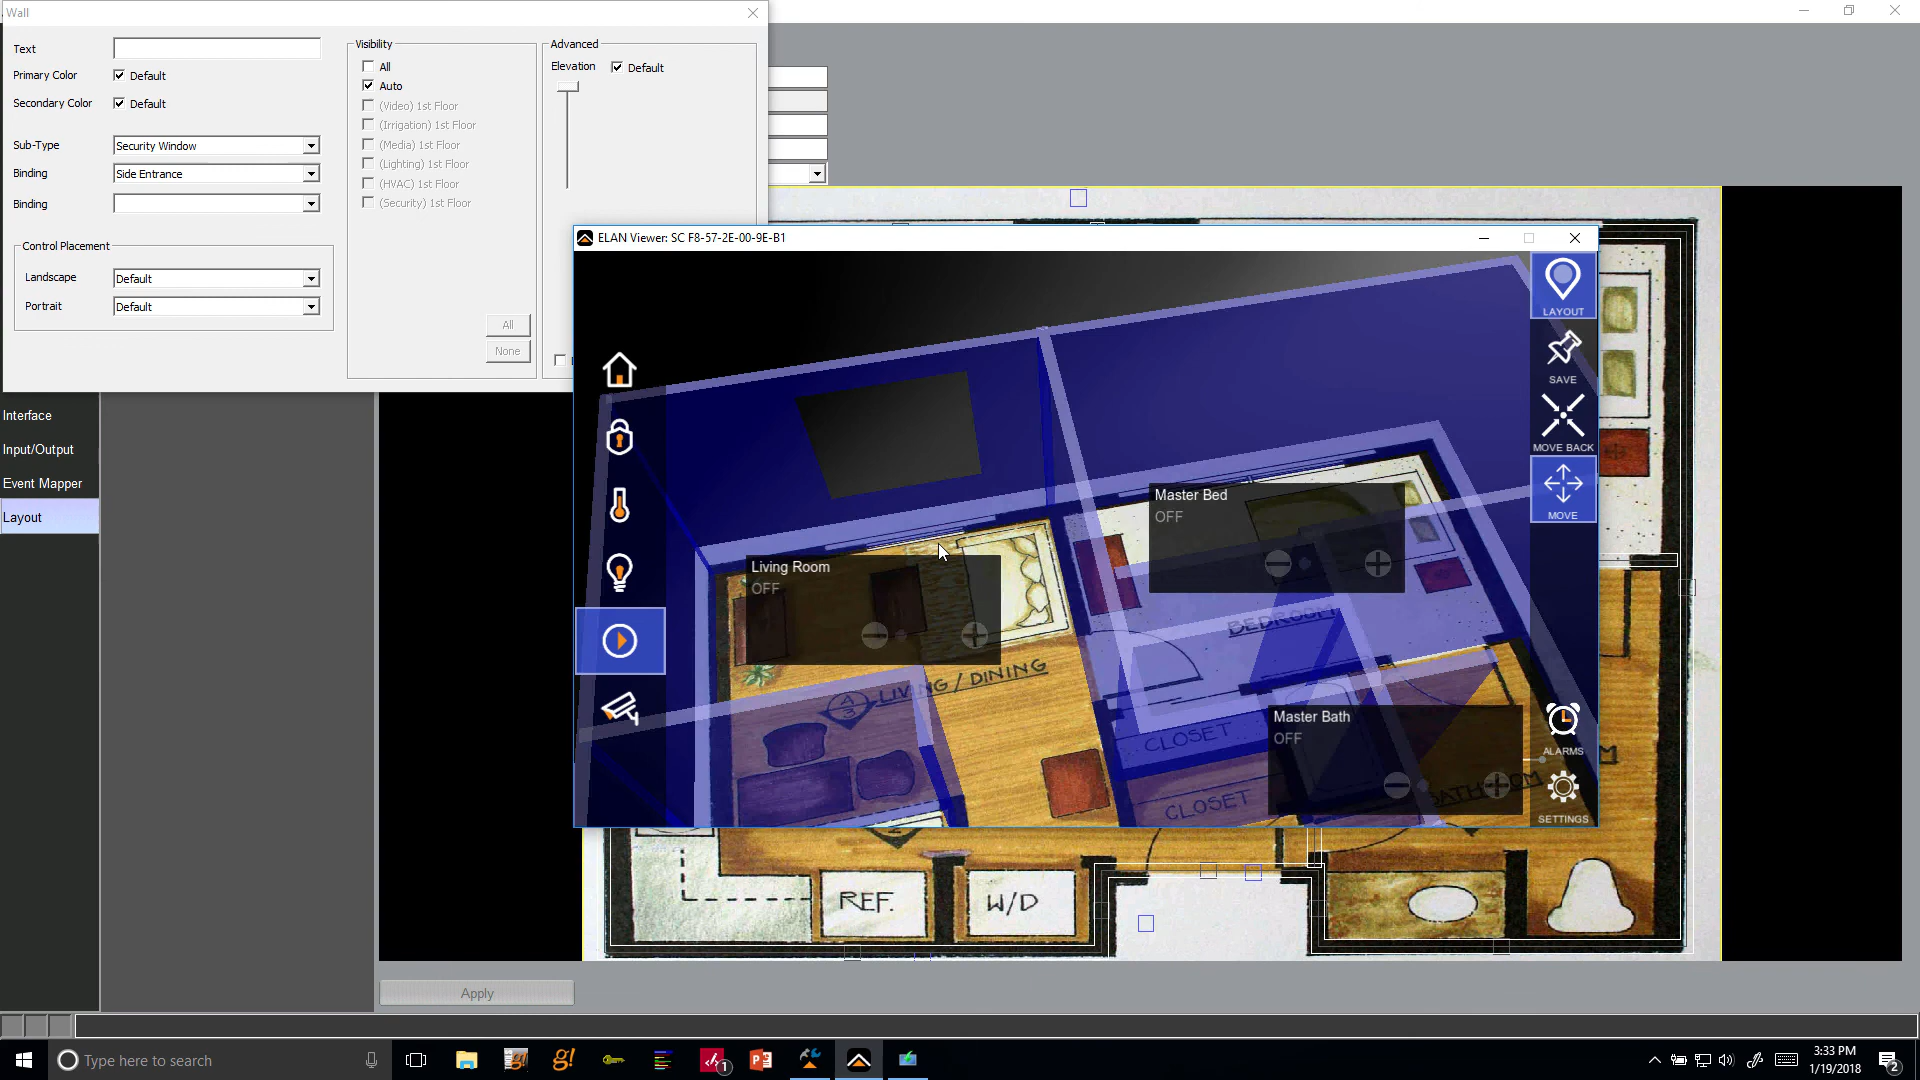 Wall
Text
Primary Color
Default
Secondary Color
Default
Sub-Type
Security Window
Binding
Side Entrance
Binding
Control Placement
Landscape
Default
Portrait
Default
Visibility
All
Auto
(Video) 1st Floor
(Irrigation) 1st Floor
(Media) 1st Floor
(Lighting) 1st Floor
(HVAC) 1st Floor
(Security) 1st Floor
All
None
Advanced
Elevation
Default
Interface
Input/Output
Event Mapper
Layout
ELAN Viewer: SC F8-57-2E-00-9E-B1
LAYOUT
SAVE
MOVE BACK
MOVE
Master Bed
OFF
Living Room
OFF
BEDROOM
A
3
LIVING / DINING
Master Bath
OFF
CLOSET
CLOSET
ALARMS
SETTINGS
REF.
W/D
Apply
Type here to search
g!
1
3:33 PM
1/19/2018
2